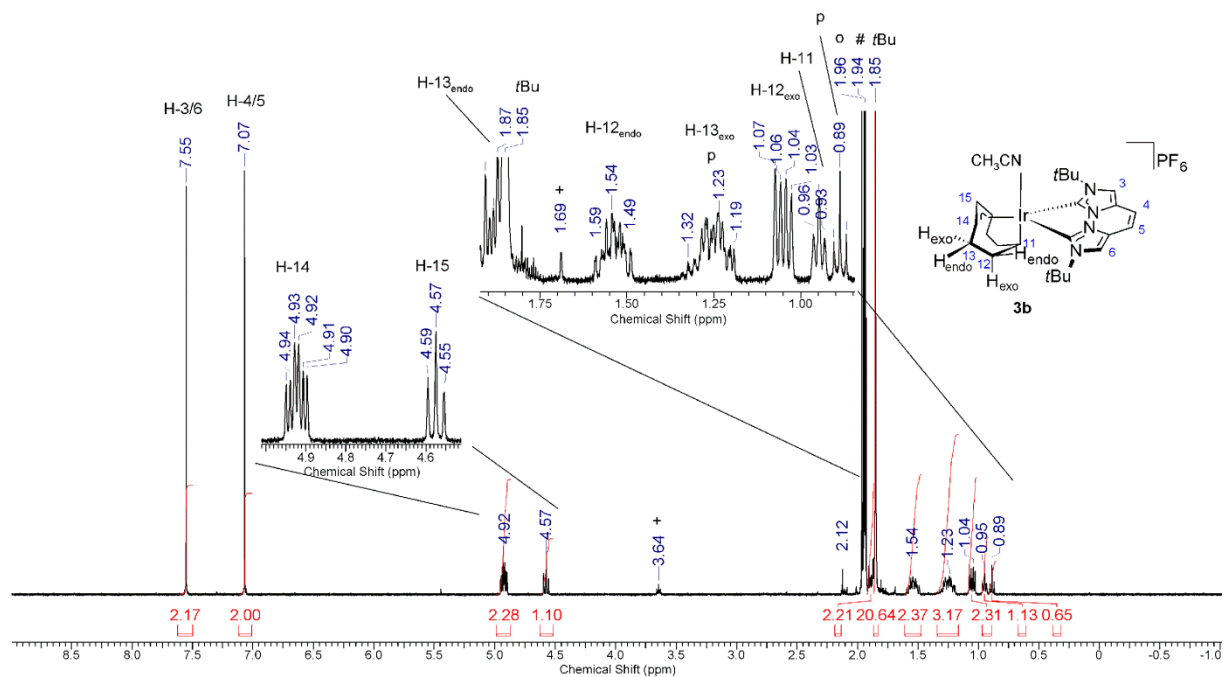 p
o # tBu
H-11
H-13endo tBu
H-12exo
1.96
1.94
1.85
H-3/6 H-4/5
H-12endo
H-13exo
p
7.55
7.07
1.87
1.85
1.69 +
1.59
1.54
1.49
1.32
1.23
1.19
1.07
1.06
1.04
1.03
0.96
0.93
0.89
1.75 1.50 1.25 1.00
Chemical Shift (ppm)
CH3CN
PF6
tBu
N
3
15
Ir
N
4
14
N
5
Hexo
11
N
6
13
Hendo
12
Hendo
tBu
Hexo
3b
H-14 H-15
4.94
4.93
4.92
4.91
4.90
4.59
4.57
4.55
4.9 4.8 4.7 4.6
Chemical Shift (ppm)
4.92
4.57
+
3.64
2.12
1.54
1.23
1.04
0.95
0.89
2.17 2.00 2.28 1.10 2.21 20.64 2.37 3.17 2.31 1.13 0.65
8.5 8.0 7.5 7.0 6.5 6.0 5.5 5.0 4.5 4.0 3.5 3.0 2.5 2.0 1.5 1.0 0.5 0 -0.5 -1.0
Chemical Shift (ppm)